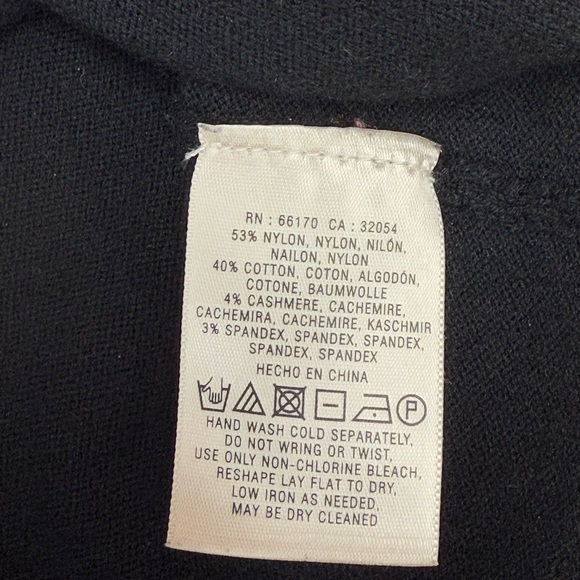 RN : 66170 CA : 32054
53% NYLON, NYLON, NILÓN,
NAILON, NYLON
40% COTTON, COTON, ALGODÓN,
COTONE, BAUMWOLLE
4% CASHMERE, CACHEMIRE,
CACHEMIRA, CACHEMIRE, KASCHMIR
3% SPANDEX, SPANDEX, SPANDEX,
SPANDEX, SPANDEX
HECHO EN CHINA
P
HAND WASH COLD SEPARATELY,
DO NOT WRING OR TWIST,
USE ONLY NON-CHLORINE BLEACH,
RESHAPE LAY FLAT TO DRY,
LOW IRON AS NEEDED,
MAY BE DRY CLEANED